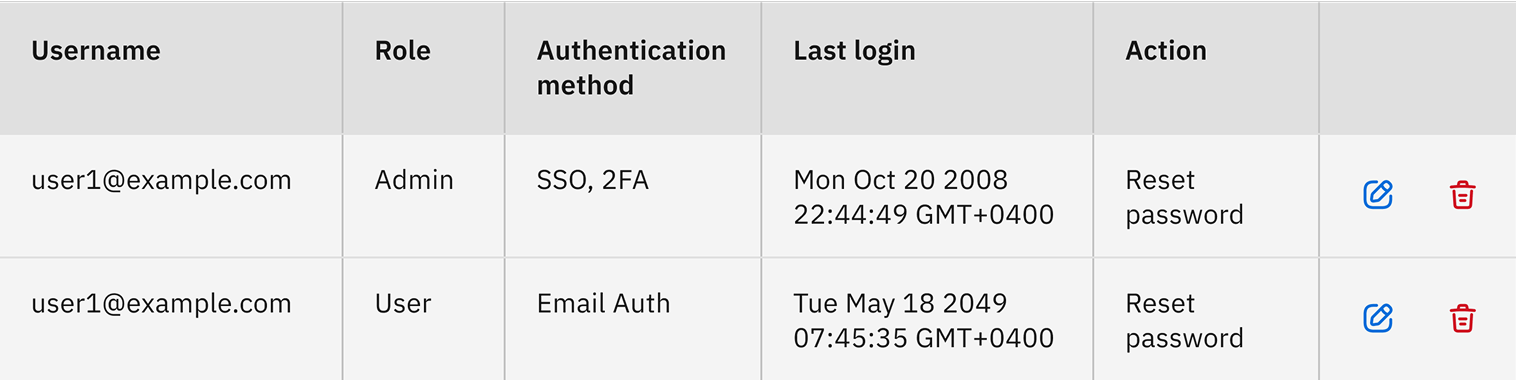 Username Role Authentication method Last login Action
user1@example.com Admin SSO, 2FA Mon Oct 20 2008 22:44:49 GMT+0400 Reset password
user1@example.com User Email Auth Tue May 18 2049 07:45:35 GMT+0400 Reset password